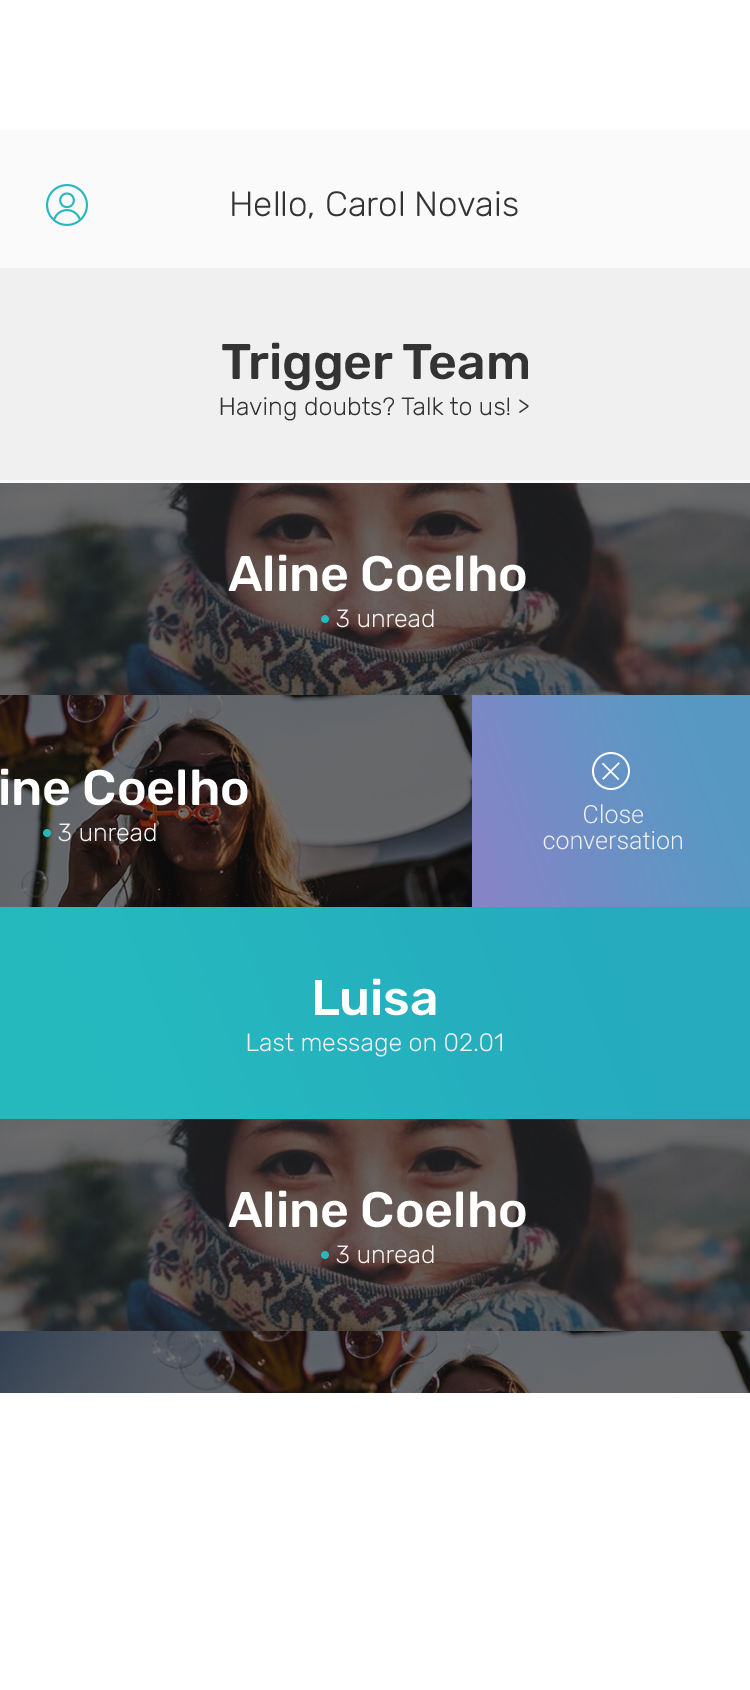 Hello, Carol Novais
Trigger Team
Having doubts? Talk to us! >
Aline Coelho
3 unread
ine Coelho
3 unread
Close
conversation
Luisa
Last message on 02.01
Aline Coelho
3 unread